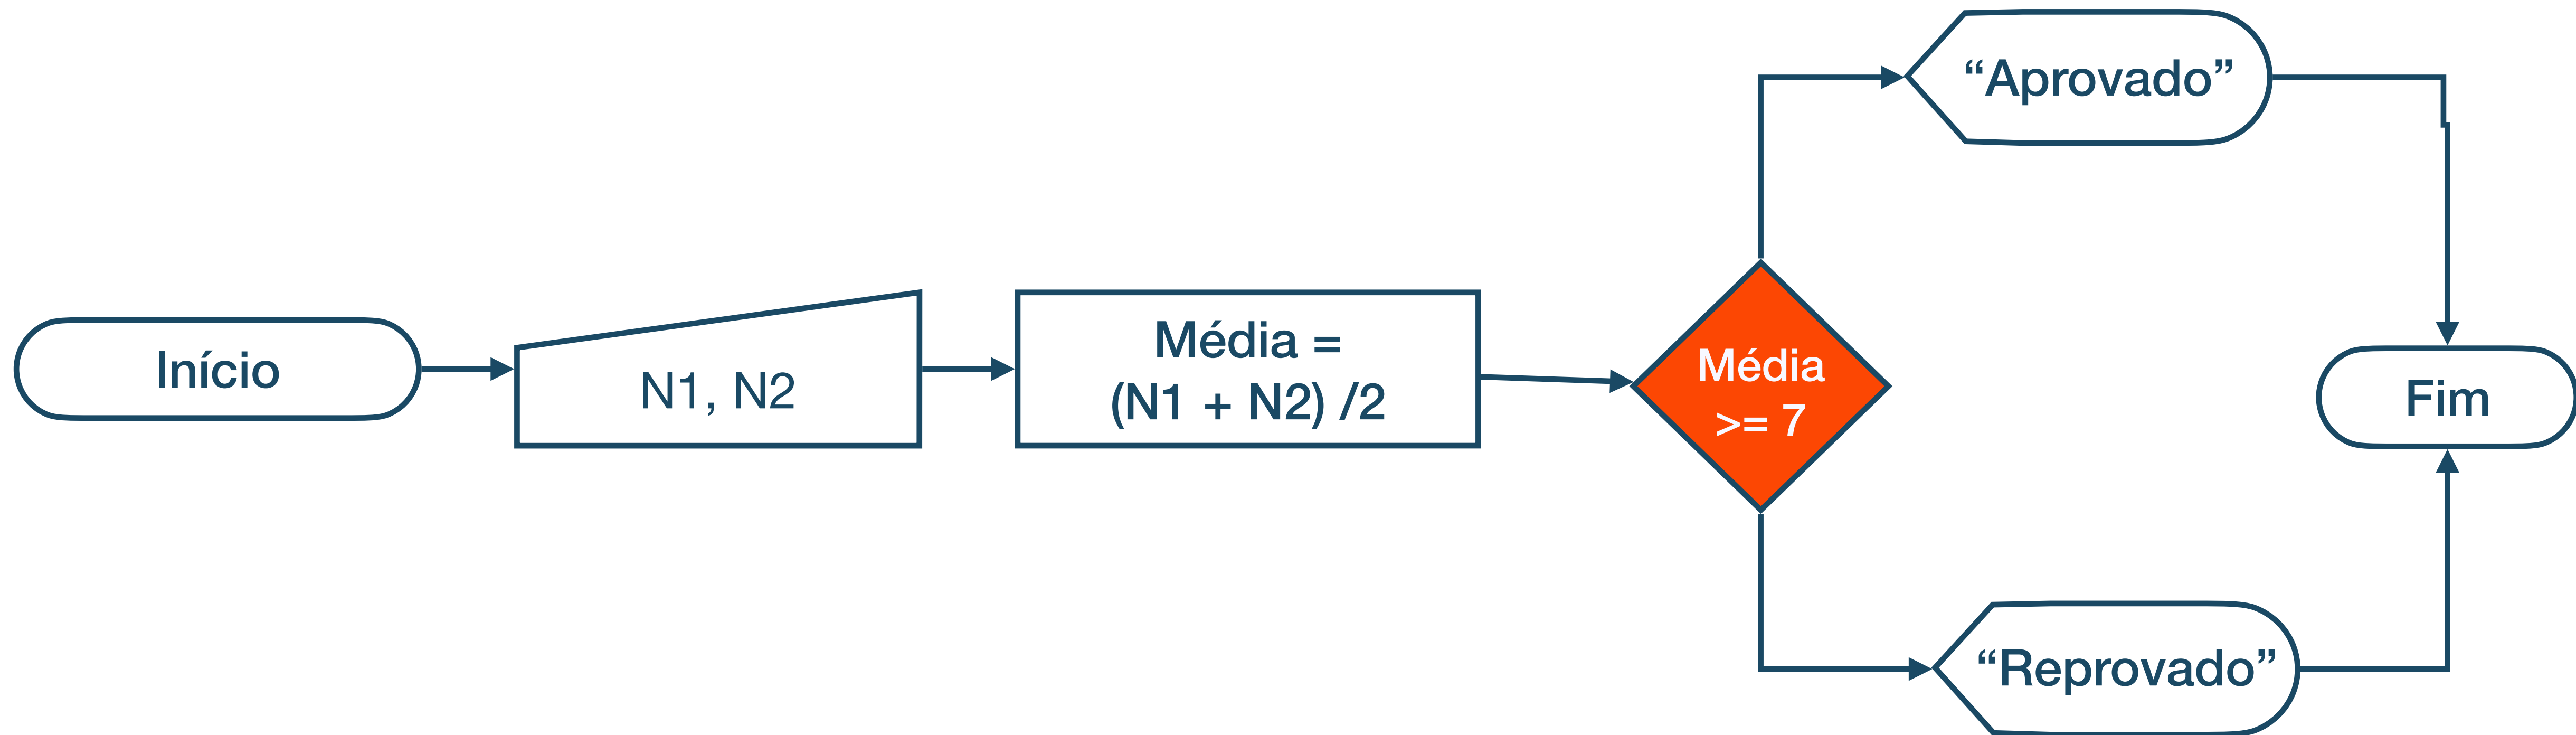 Início
N1, N2
Média =
(N1 + N2) /2
Média
>= 7
“Aprovado”
“Reprovado”
Fim